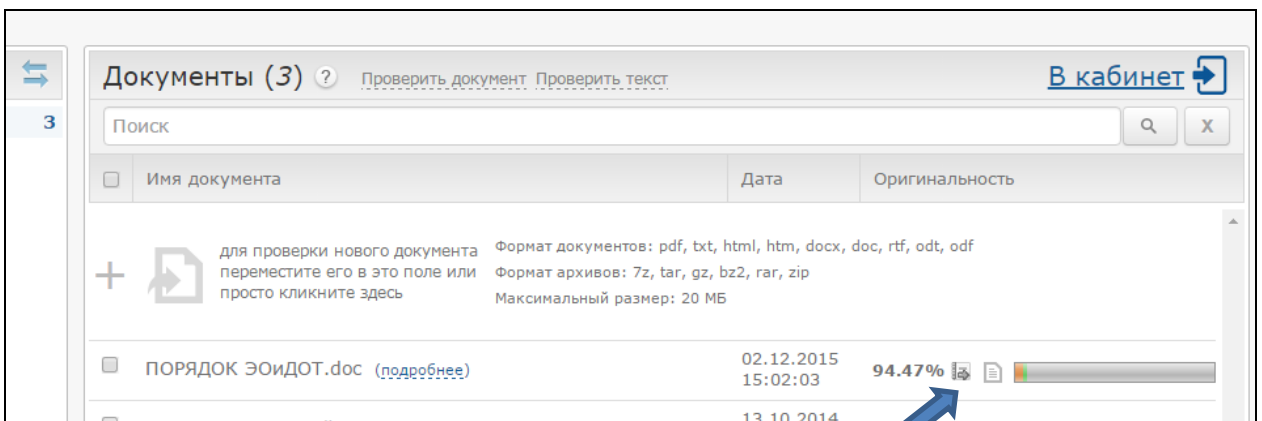 Документы (3) ? Проверить документ Проверить текст В кабинет
3
Поиск X
Имя документа Дата Оригинальность
для проверки нового документа
переместите его в это поле или
просто кликните здесь
Формат документов: pdf, txt, html, htm, docx, doc, rtf, odt, odf
Формат архивов: 7z, tar, gz, bz2, rar, zip
Максимальный размер: 20 МБ
ПОРЯДОК ЭОиДОТ.doc (подробнее) 02.12.2015 94.47%
15:02:03
13.10.2014